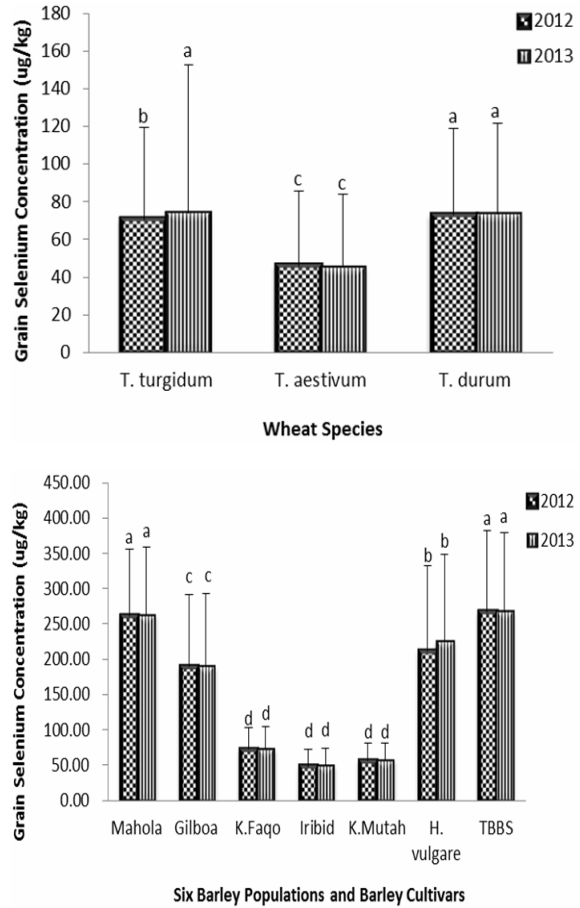 180
160
140
120
100
80
60
40
20
0
Grain Selenium Concentration (ug/kg)
2012
2013
b a
c c
a a
T. turgidum T. aestivum T. durum
Wheat Species
450.00
400.00
350.00
300.00
250.00
200.00
150.00
100.00
50.00
0.00
Grain Selenium Concentration (ug/kg)
2012
2013
a a
c c
d d
d d
d d
b b
a a
Mahola Gilboa K.Faqo Iribid K.Mutah H. TBBS
vulgare
Six Barley Populations and Barley Cultivars